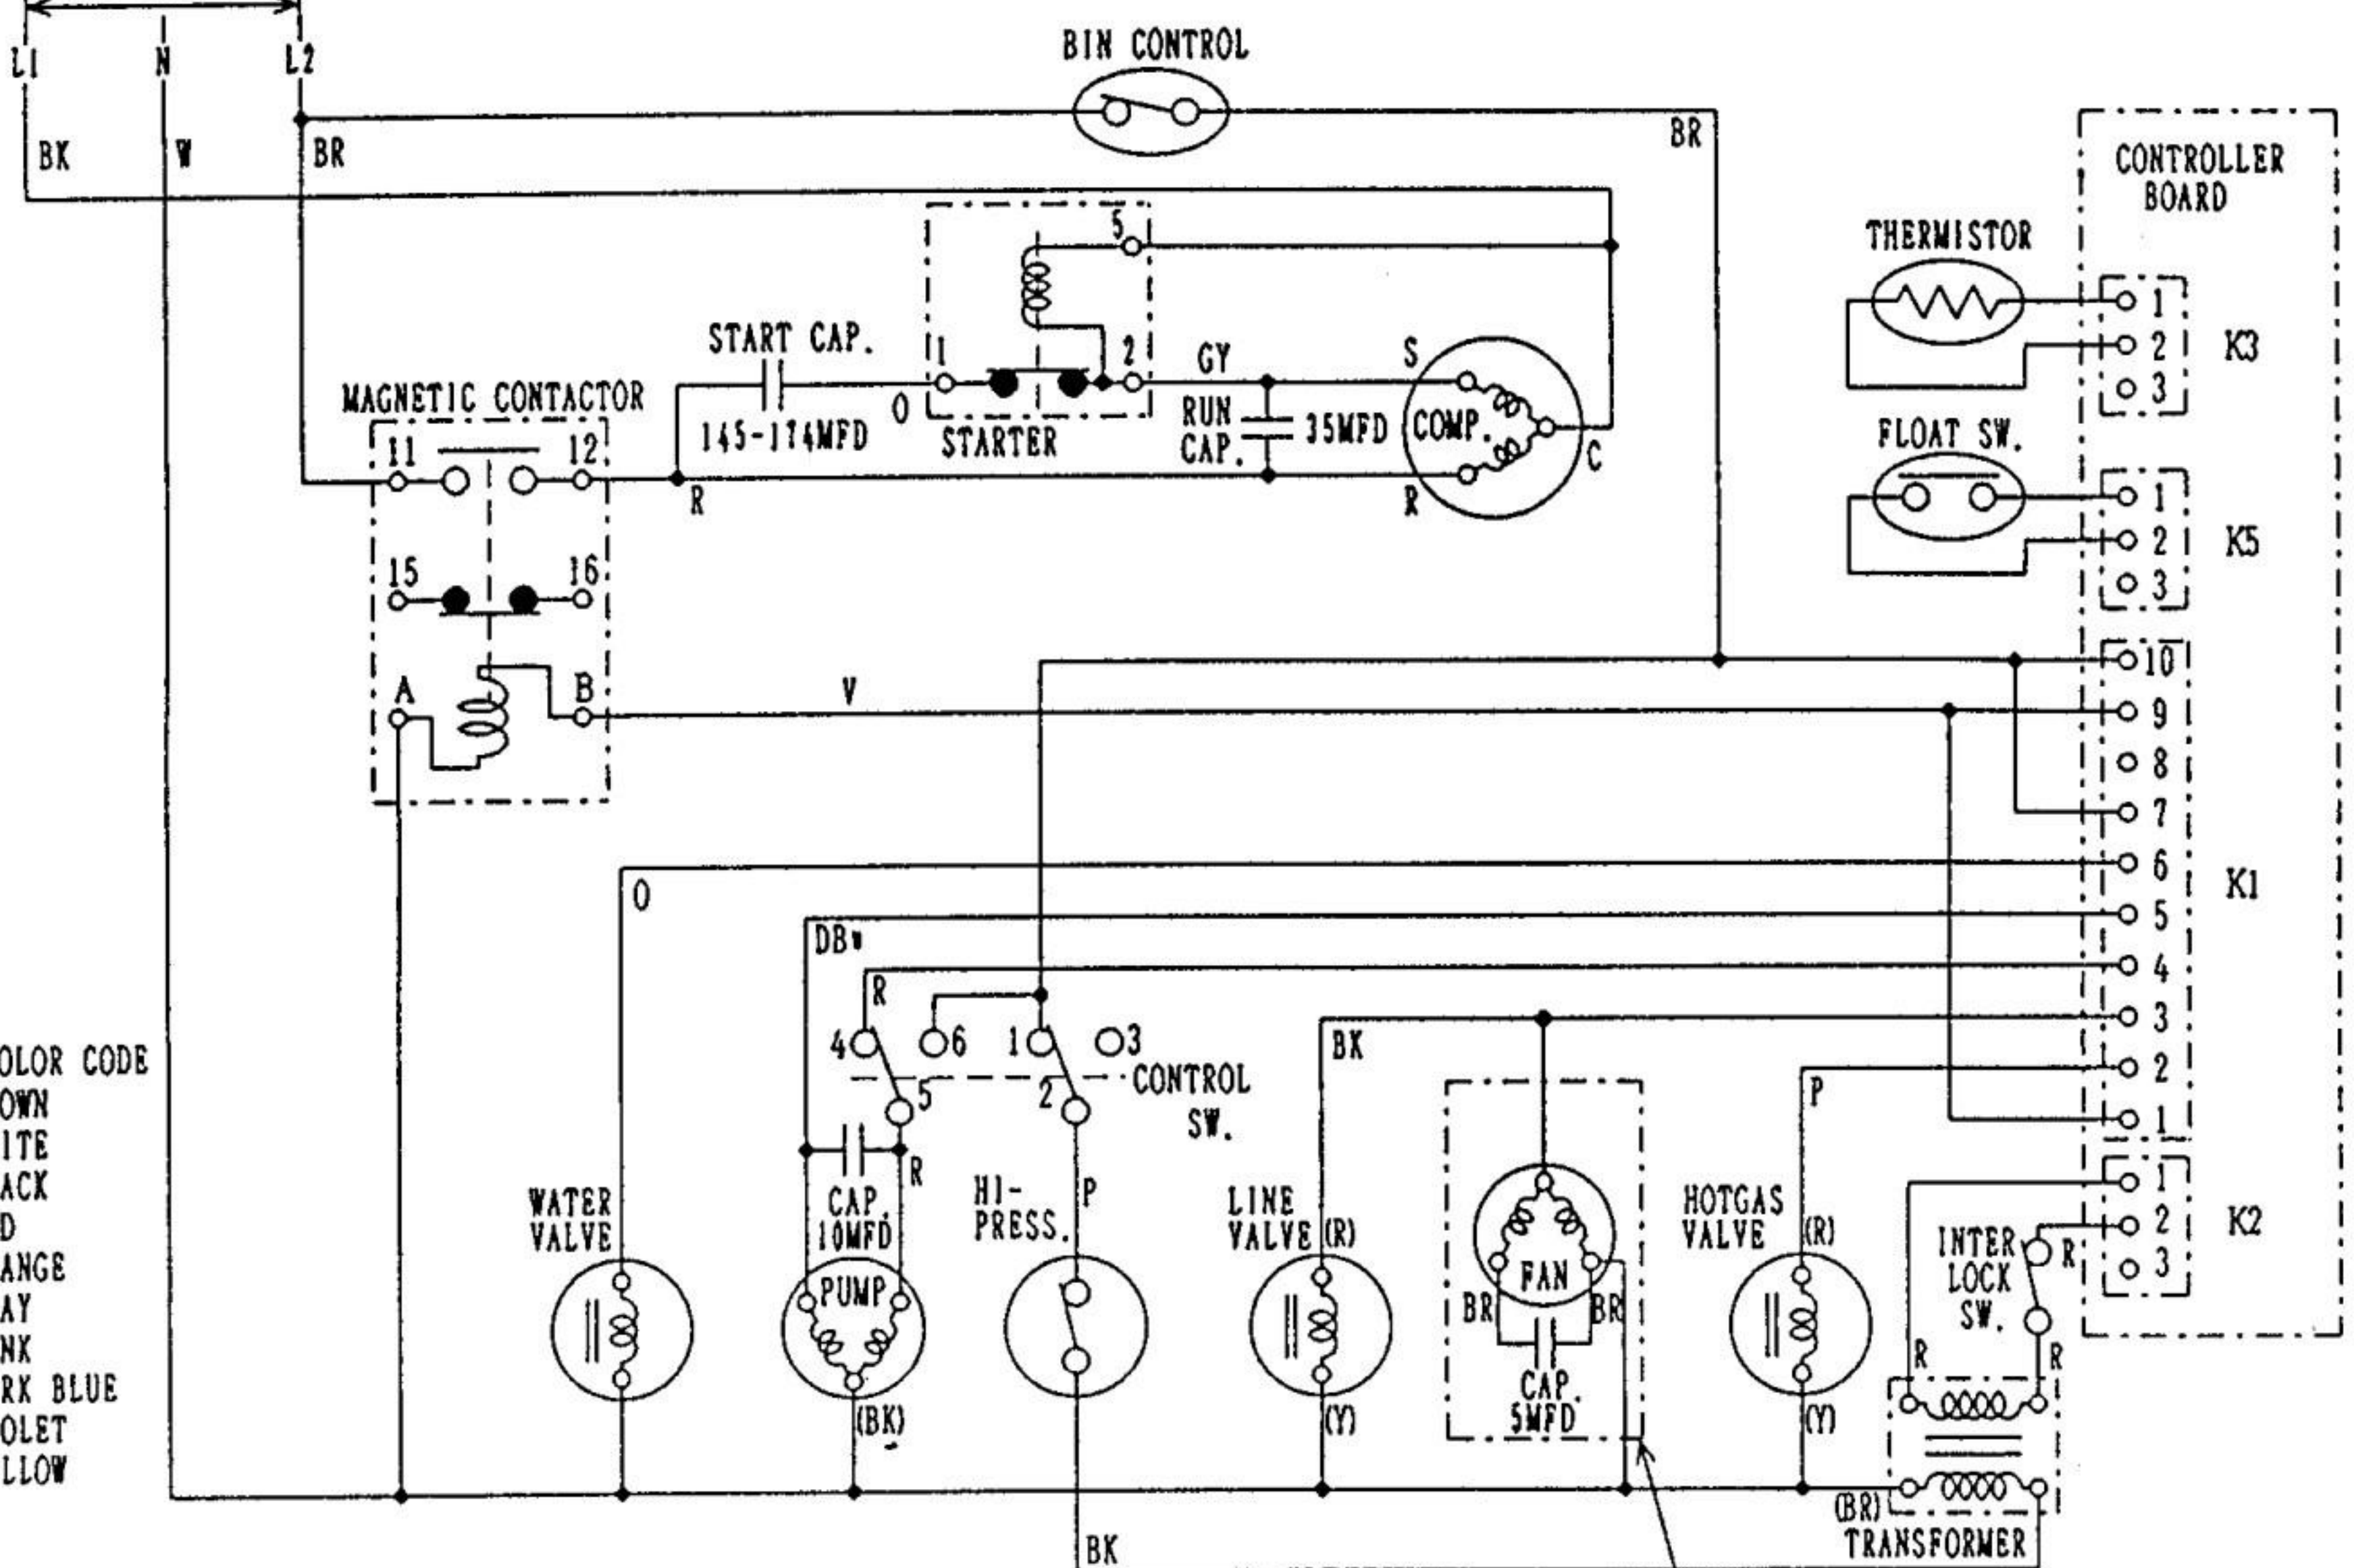 L1 N L2
BIN CONTROL
BK W BR
BR
CONTROLLER
BOARD
THERMISTOR
1
2
3
K3
5
START CAP.
1 2
GY
S
MAGNETIC CONTACTOR
O
145-174MFD
STARTER
RUN
CAP.
35MFD
COMP.
C
R
R
11 12
FLOAT SW.
1
2
3
K5
15 16
A B
V
10
9
8
7
6
5
4
3
2
1
K1
O
DBu
R
4 6 1 3
5 2
CONTROL
SW.
BK
P
OLOR CODE
OWN
ITE
ACK
D
ANGE
AY
NK
RK BLUE
OLET
LLOW
R
WATER
VALVE
CAP.
10MFD
PUMP
(BK)
HI-
PRESS.
P
LINE
VALVE
(R)
(Y)
FAN
BR BR
CAP.
5MFD
HOTGAS
VALVE
(R)
(Y)
INTER
LOCK
SW.
R
1
2
3
K2
R R
(BR)
TRANSFORMER
BK